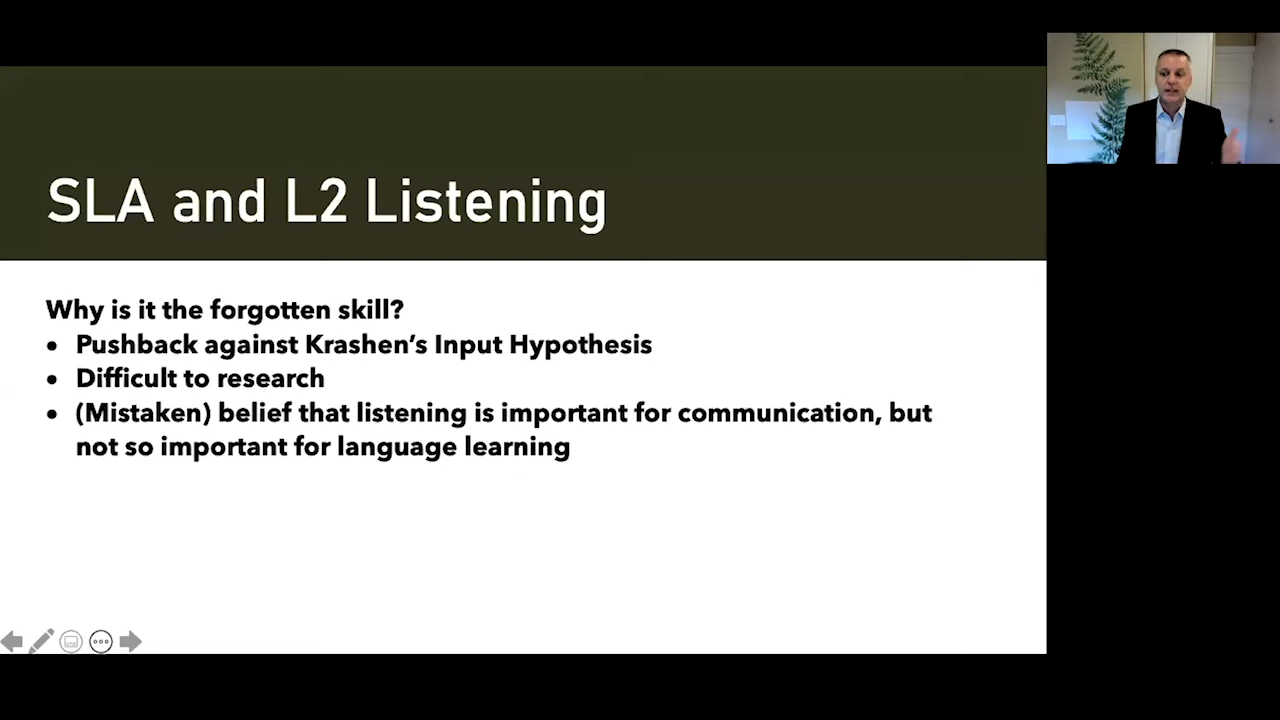 SLA and L2 Listening
Why is it the forgotten skill?
• Pushback against Krashen’s Input Hypothesis
• Difficult to research
• (Mistaken) belief that listening is important for communication, but
not so important for language learning